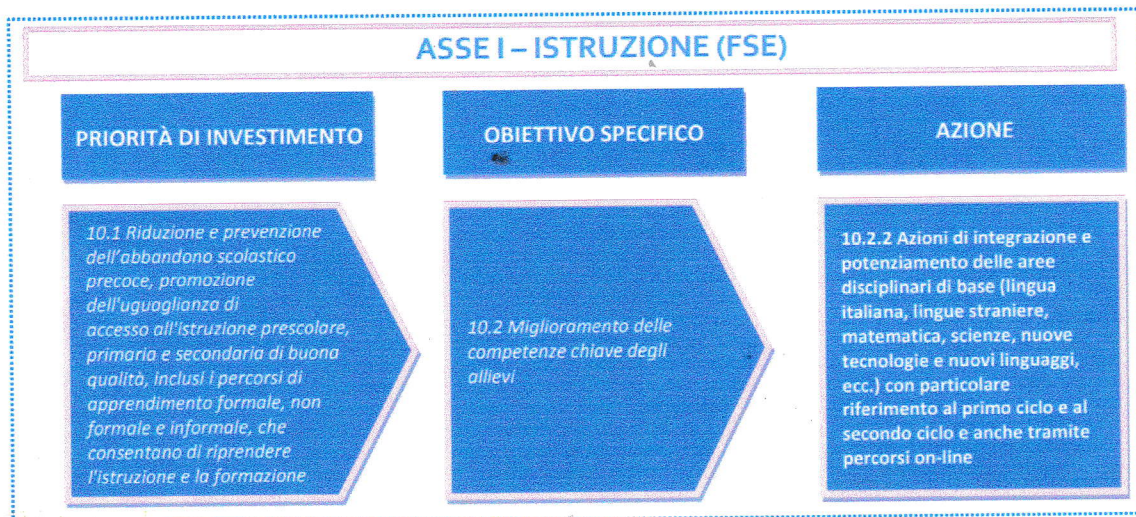 ASSE I – ISTRUZIONE (FSE)
PRIORITÀ DI INVESTIMENTO
10.1 Riduzione e prevenzione
dell'abbandono scolastico
precoce, promozione
dell'uguaglianza di
accesso all'istruzione prescolare,
primaria e secondaria di buona
qualità, inclusi i percorsi di
apprendimento formale, non
formale e informale, che
consentano di riprendere
l'istruzione e la formazione
OBIETTIVO SPECIFICO
10.2 Miglioramento delle
competenze chiave degli
allievi
AZIONE
10.2.2 Azioni di integrazione e
potenziamento delle aree
disciplinari di base (lingua
italiana, lingue straniere,
matematica, scienze, nuove
tecnologie e nuovi linguaggi,
ecc.) con particolare
riferimento al primo ciclo e al
secondo ciclo e anche tramite
percorsi on-line